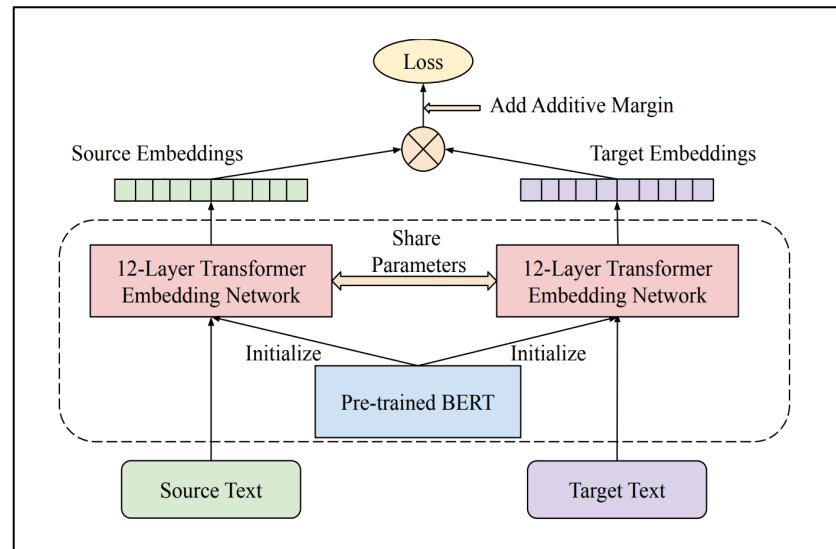 Loss
Add Additive Margin
Source Embeddings
Target Embeddings
12-Layer Transformer
Embedding Network
Share
Parameters
12-Layer Transformer
Embedding Network
Initialize
Initialize
Pre-trained BERT
Source Text
Target Text